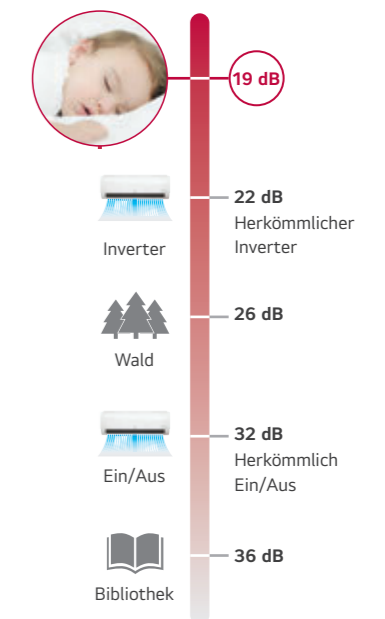 19 dB
22 dB
Herkömmlicher
Inverter
Inverter
26 dB
Wald
32 dB
Herkömmlich
Ein/Aus
Ein/Aus
36 dB
Bibliothek